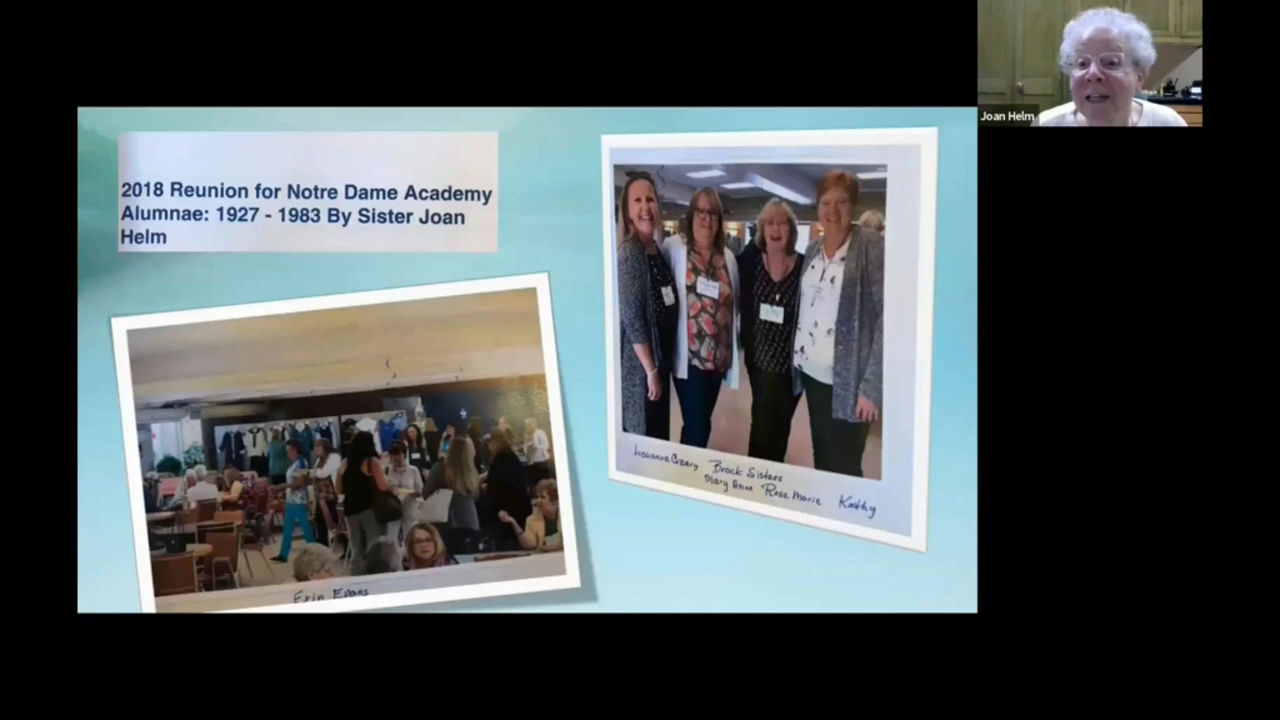 Joan Helm
2018 Reunion for Notre Dame Academy
Alumnae: 1927 - 1983 By Sister Joan
Helm
Brock Sisters
Mary Anne Rose Marie Kathy
Erin Evans